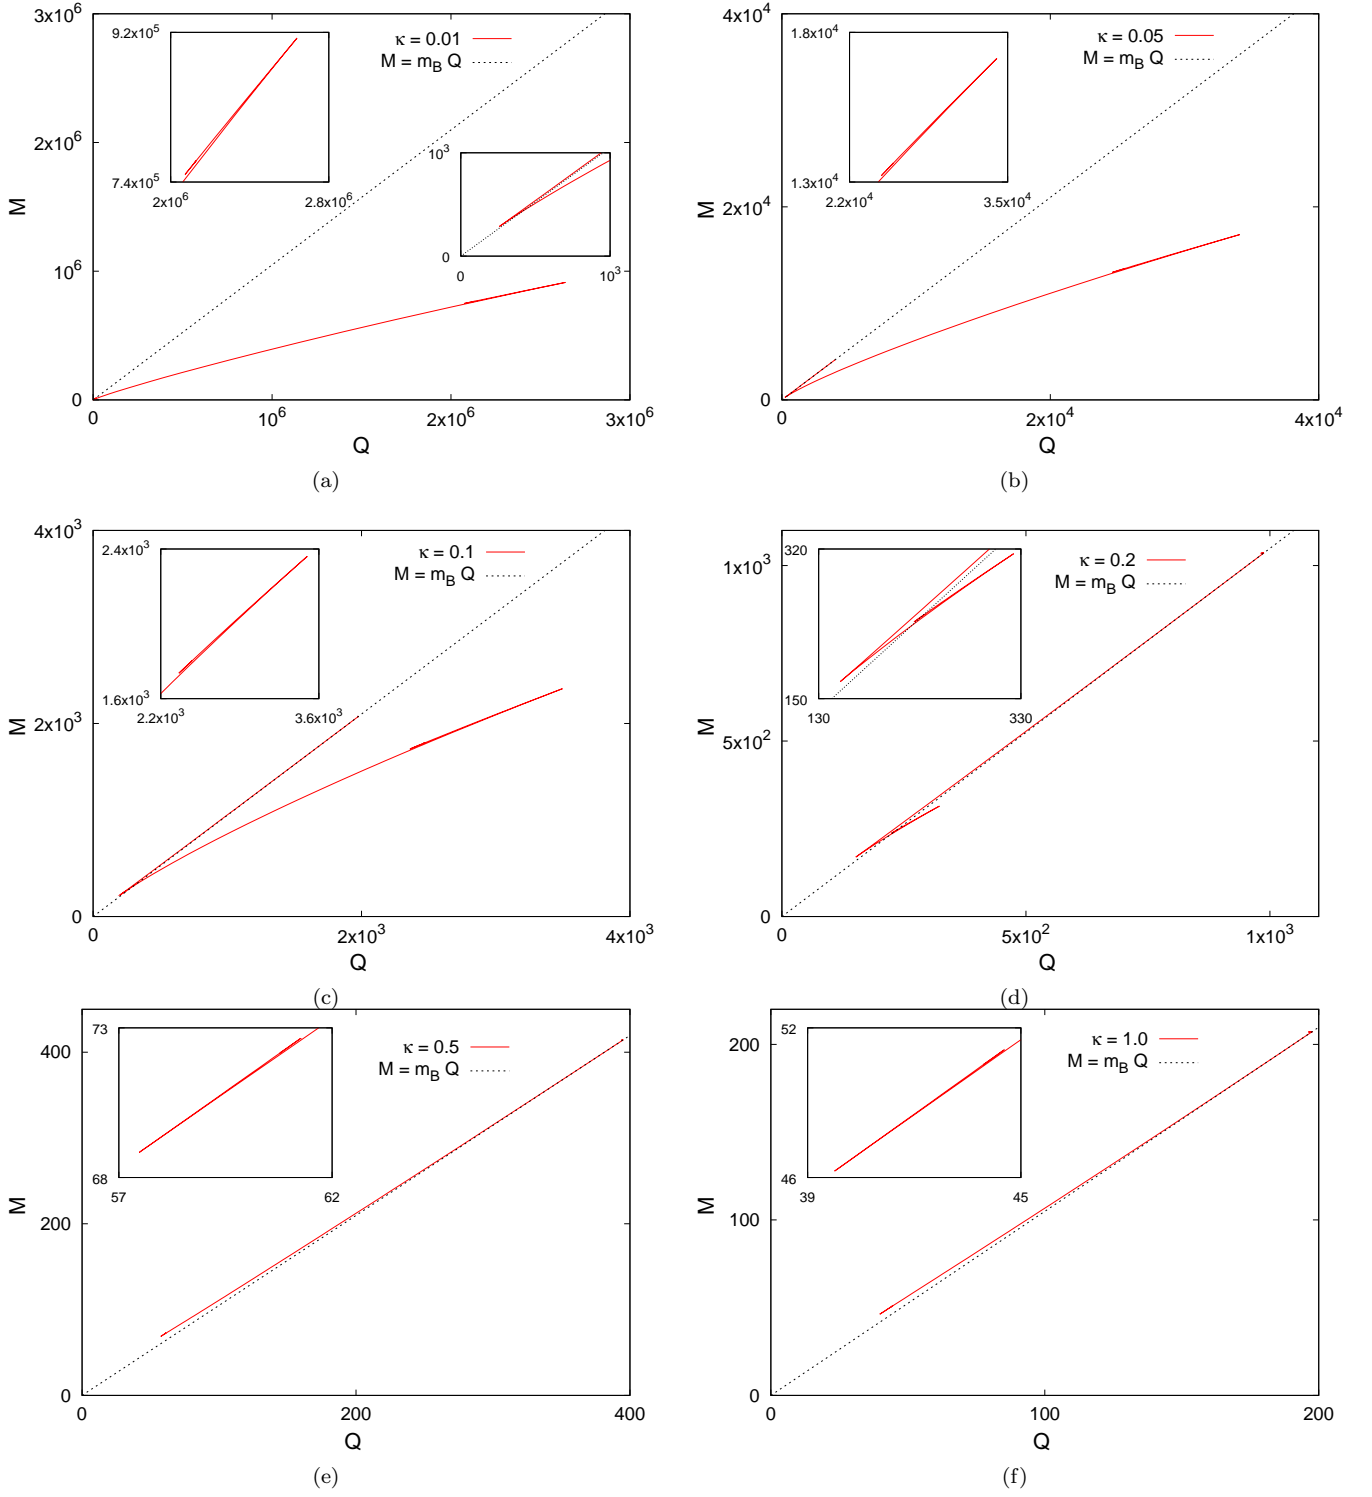 3x10^6
2x10^6
10^6
0
M
9.2x10^5
7.4x10^5
2x10^6
2.8x10^6
κ = 0.01
M = m_B Q
10^3
0
0
10^3
0
10^6
2x10^6
3x10^6
Q
(a)
4x10^4
2x10^4
0
M
1.8x10^4
1.3x10^4
2.2x10^4
3.5x10^4
κ = 0.05
M = m_B Q
0
2x10^4
4x10^4
Q
(b)
4x10^3
2x10^3
0
M
2.4x10^3
1.6x10^3
2.2x10^3
3.6x10^3
κ = 0.1
M = m_B Q
0
2x10^3
4x10^3
Q
(c)
1x10^3
5x10^2
0
M
320
150
130
330
κ = 0.2
M = m_B Q
0
5x10^2
1x10^3
Q
(d)
400
200
0
M
73
68
57
62
κ = 0.5
M = m_B Q
0
200
400
Q
(e)
200
100
0
M
52
46
39
45
κ = 1.0
M = m_B Q
0
100
200
Q
(f)